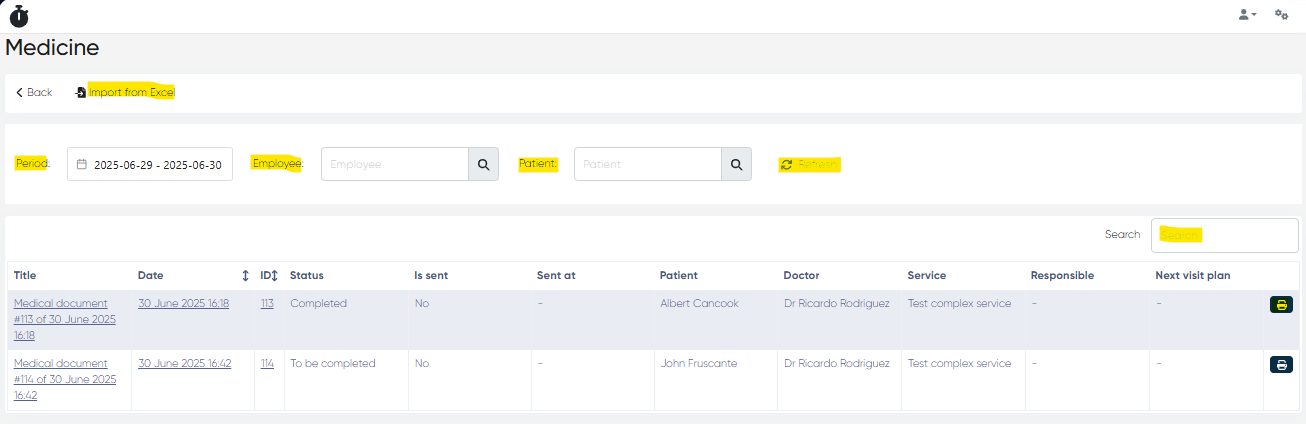 Medicine
Back Import from Excel
Period: 2025-06-29 - 2025-06-30 Employee: Employee Patient: Patient Refresh
Search Search
Title Date ID Status Is sent Sent at Patient Doctor Service Responsible Next visit plan
Medical document 30 June 2025 16:18 113 Completed No - Albert Cancook Dr Ricardo Rodriguez Test complex service - -
#113 of 30 June 2025
16:18
Medical document 30 June 2025 16:42 114 To be completed No - John Fruscante Dr Ricardo Rodriguez Test complex service - -
#114 of 30 June 2025
16:42